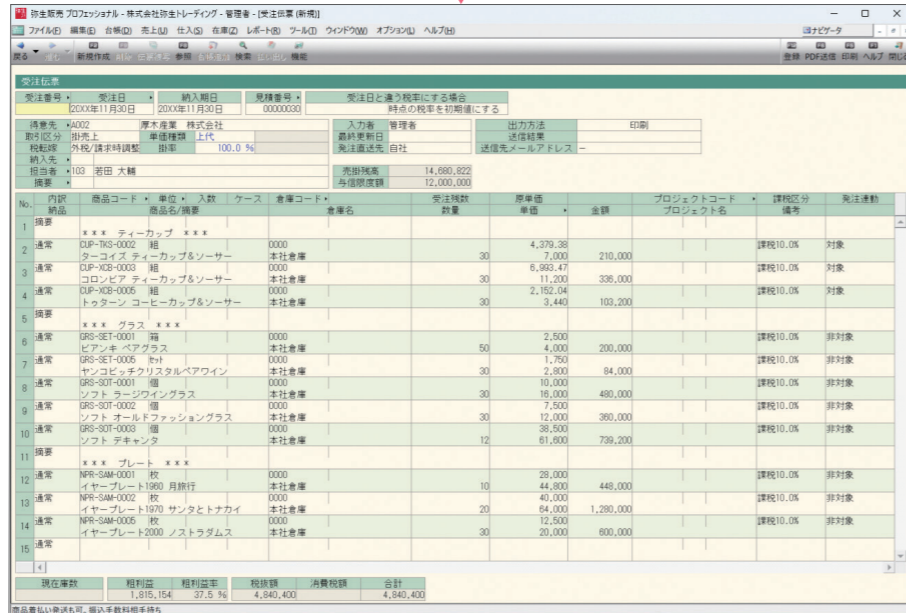 弥生販売 プロフェッショナル - 株式会社弥生トレーディング - 管理者 - [受注伝票 (新規)]
ファイル(F) 編集(E) 台帳(D) 売上(U) 仕入(S) 在庫(Z) レポート(R) ツール(T) ウィンドウ(W) オプション(L) ヘルプ(H) ナビゲータ
戻る 新規作成 削除 参照 検索 機能 登録 PDF送信 印刷 ヘルプ 閉じる
受注伝票
受注番号 受注日 納入期日 見積番号 受注日と違う税率にする場合
20XX年11月30日 20XX年11月30日 00000030 時点の税率を初期値にする
得意先 A002 厚木産業 株式会社 入力者 管理者 出力方法 印刷
取引区分 掛売上 単価種類 上代 最終更新日 送信結果
税転嫁 外税/請求時調整 掛率 100.0 % 発注直送先 自社 送信先メールアドレス －
納入先
担当者 103 若田 大輔 売掛残高 14,680,822
摘要 与信限度額 12,000,000
No. 内訳 商品コード 単位 入数 ケース 倉庫コード 受注残数 原単価 プロジェクトコード 課税区分 発注連動
納品 商品名/摘要 倉庫名 数量 単価 金額 プロジェクト名 備考
1 摘要
＊＊＊ ティーカップ ＊＊＊
2 通常 CUP-TKS-0002 組 0000 4,379.38 課税10.0% 対象
ターコイズ ティーカップ&ソーサー 本社倉庫 30 7,000 210,000
3 通常 CUP-XCB-0003 組 0000 6,993.47 課税10.0% 対象
コロンビア ティーカップ&ソーサー 本社倉庫 30 11,200 336,000
4 通常 CUP-XCB-0005 組 0000 2,152.04 課税10.0% 対象
トゥターン コーヒーカップ&ソーサー 本社倉庫 30 3,440 103,200
5 摘要
＊＊＊ グラス ＊＊＊
6 通常 GRS-SET-0001 箱 0000 2,500 課税10.0% 非対象
ビアンキ ペアグラス 本社倉庫 50 4,000 200,000
7 通常 GRS-SET-0005 ｾｯﾄ 0000 1,750 課税10.0% 非対象
ヤンコビッチクリスタルペアワイン 本社倉庫 30 2,800 84,000
8 通常 GRS-SOT-0001 個 0000 10,000 課税10.0% 非対象
ソフト ラージワイングラス 本社倉庫 30 16,000 480,000
9 通常 GRS-SOT-0002 個 0000 7,500 課税10.0% 非対象
ソフト オールドファッショングラス 本社倉庫 30 12,000 360,000
10 通常 GRS-SOT-0003 個 0000 38,500 課税10.0% 非対象
ソフト デキャンタ 本社倉庫 12 61,600 739,200
11 摘要
＊＊＊ プレート ＊＊＊
12 通常 NPR-SAM-0001 枚 0000 28,000 課税10.0% 非対象
イヤープレート1960 月旅行 本社倉庫 10 44,800 448,000
13 通常 NPR-SAM-0002 枚 0000 40,000 課税10.0% 非対象
イヤープレート1970 サンタとトナカイ 本社倉庫 20 64,000 1,280,000
14 通常 NPR-SAM-0005 枚 0000 12,500 課税10.0% 非対象
イヤープレート2000 ノストラダムス 本社倉庫 30 20,000 600,000
15 通常
現在庫数 粗利益 粗利益率 税抜額 消費税額 合計
1,815,154 37.5 % 4,840,400 4,840,400
商品着払い発送も可、振込手数料相手持ち